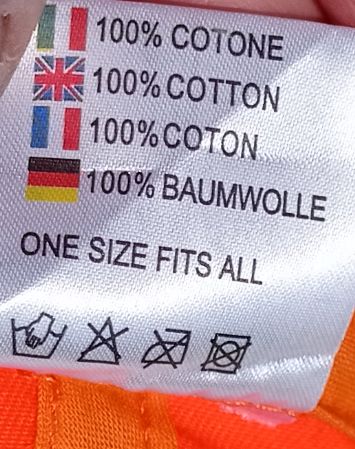 100% COTONE
100% COTTON
100% COTON
100% BAUMWOLLE
ONE SIZE FITS ALL